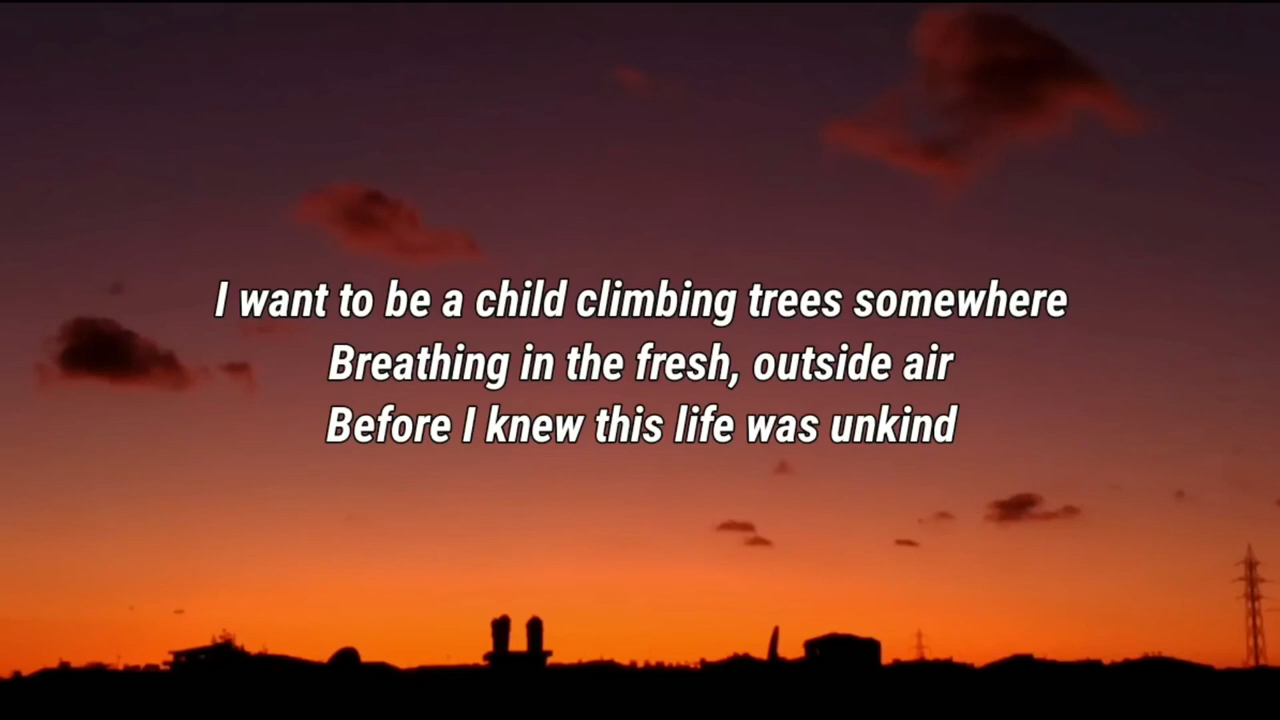 I want to be a child climbing trees somewhere
Breathing in the fresh, outside air
Before I knew this life was unkind